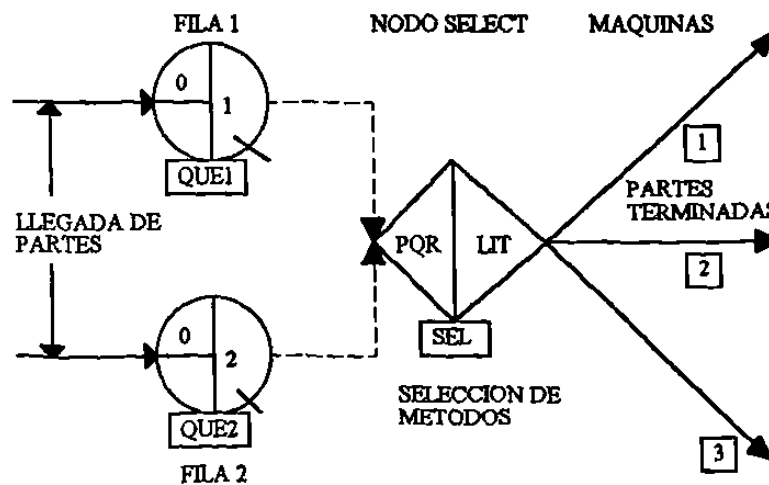 FILA 1
NODO SELECT
MAQUINAS
0
1
QUE1
1
LLEGADA DE
PARTES
PARTES
TERMINADAS
PQR
LIT
2
SEL
0
2
QUE2
SELECCION DE
METODOS
3
FILA 2